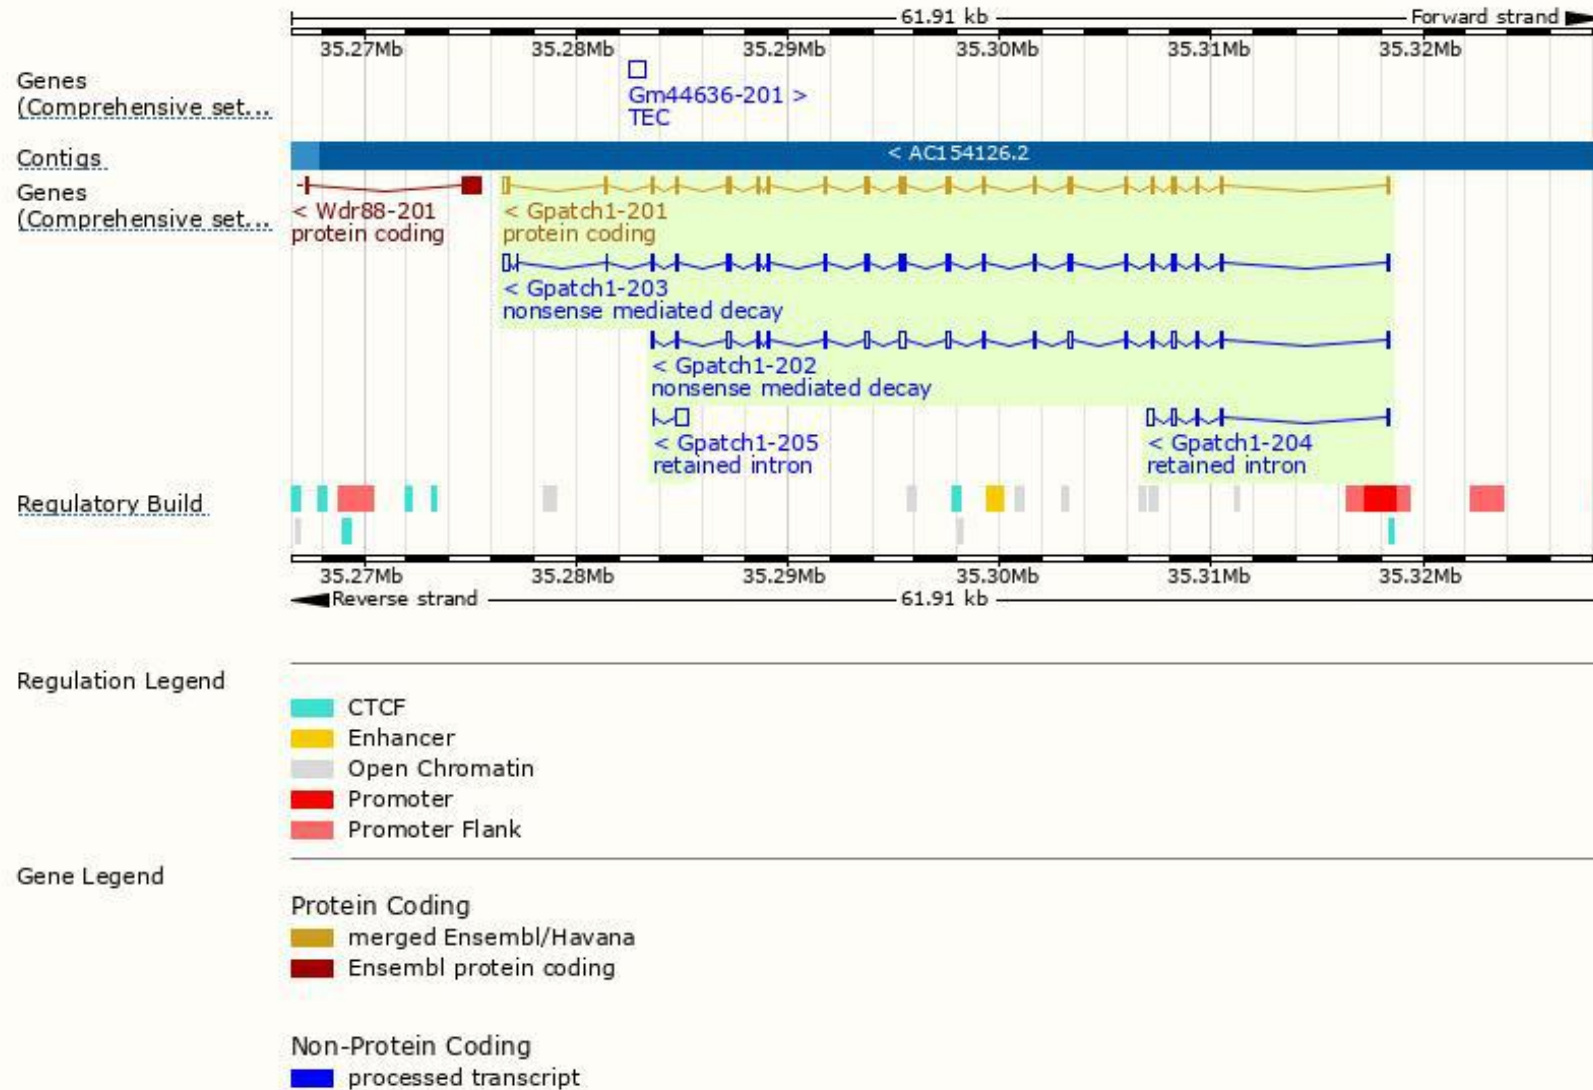 61.91 kb Forward strand
35.27Mb 35.28Mb 35.29Mb 35.30Mb 35.31Mb 35.32Mb
Genes
(Comprehensive set...
Gm44636-201 >
TEC
Contigs
< AC154126.2
Genes
(Comprehensive set...
< Wdr88-201
protein coding
< Gpatch1-201
protein coding
< Gpatch1-203
nonsense mediated decay
< Gpatch1-202
nonsense mediated decay
< Gpatch1-205
retained intron
< Gpatch1-204
retained intron
Regulatory Build
35.27Mb 35.28Mb 35.29Mb 35.30Mb 35.31Mb 35.32Mb
Reverse strand 61.91 kb
Regulation Legend
CTCF
Enhancer
Open Chromatin
Promoter
Promoter Flank
Gene Legend
Protein Coding
merged Ensembl/Havana
Ensembl protein coding
Non-Protein Coding
processed transcript